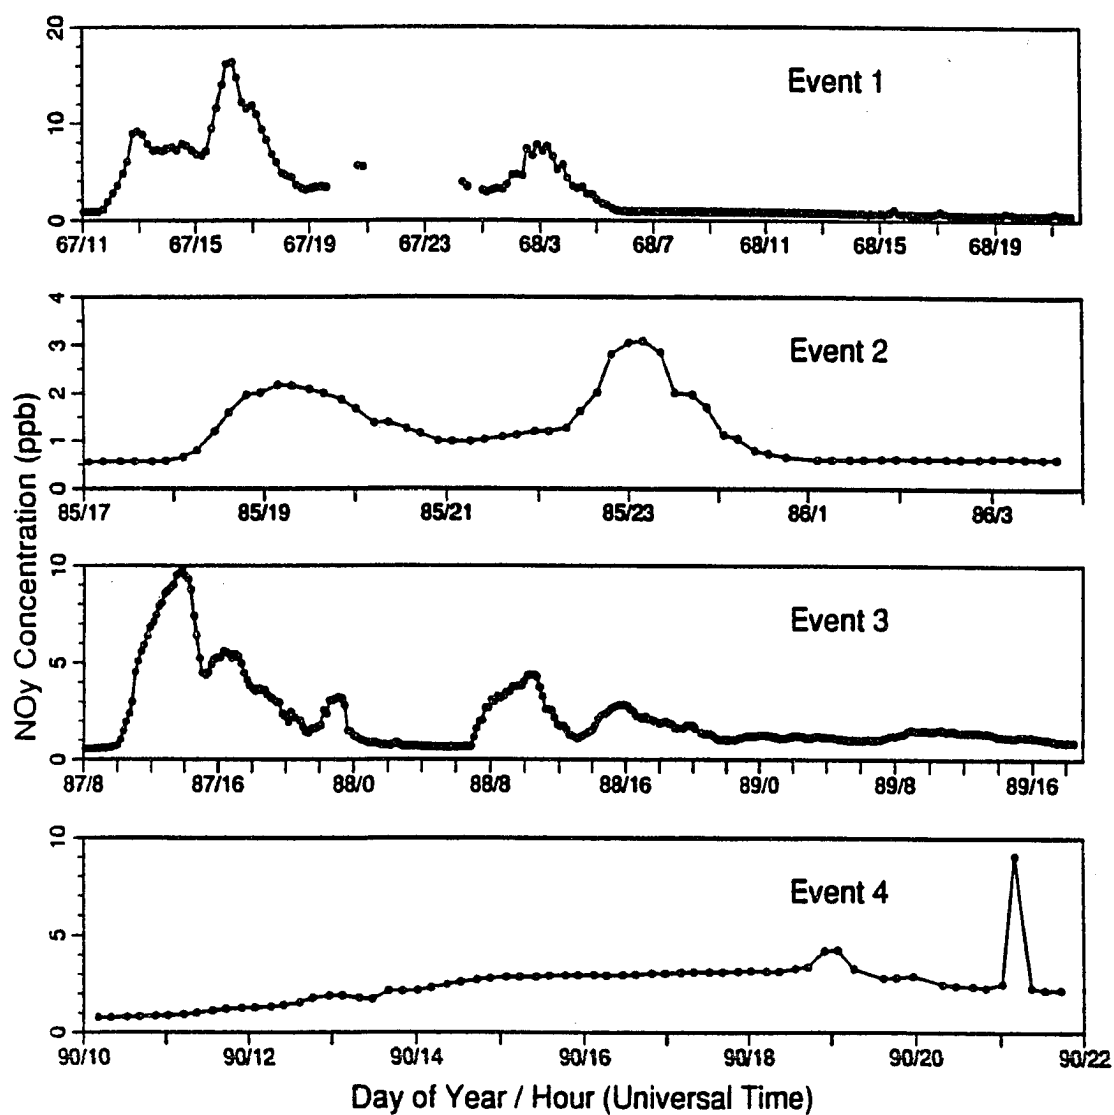 20
10
0
Event 1
67/11 67/15 67/19 67/23 68/3 68/7 68/11 68/15 68/19
4
3
2
1
0
Event 2
85/17 85/19 85/21 85/23 86/1 86/3
NOy Concentration (ppb)
10
5
0
Event 3
87/8 87/16 88/0 88/8 88/16 89/0 89/8 89/16
10
5
0
Event 4
90/10 90/12 90/14 90/16 90/18 90/20 90/22
Day of Year / Hour (Universal Time)